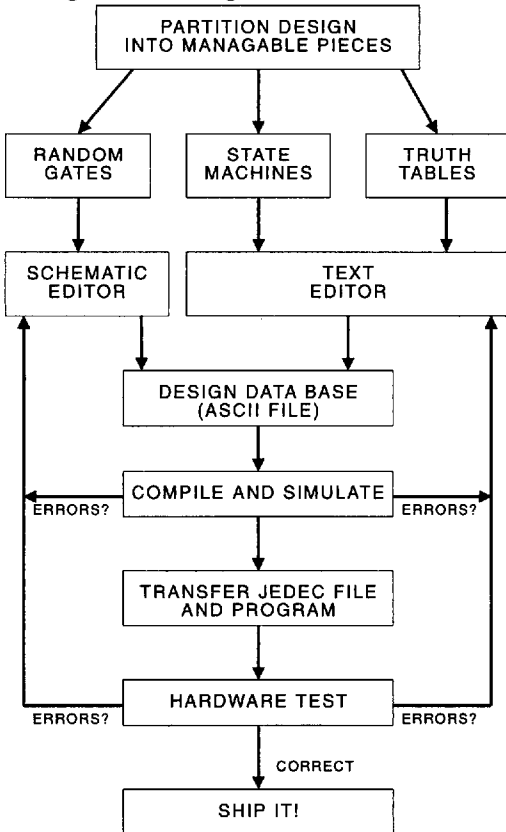 PARTITION DESIGN
INTO MANAGABLE PIECES
RANDOM
GATES
STATE
MACHINES
TRUTH
TABLES
SCHEMATIC
EDITOR
TEXT
EDITOR
DESIGN DATA BASE
(ASCII FILE)
COMPILE AND SIMULATE
ERRORS?
ERRORS?
TRANSFER JEDEC FILE
AND PROGRAM
HARDWARE TEST
ERRORS?
ERRORS?
CORRECT
SHIP IT!